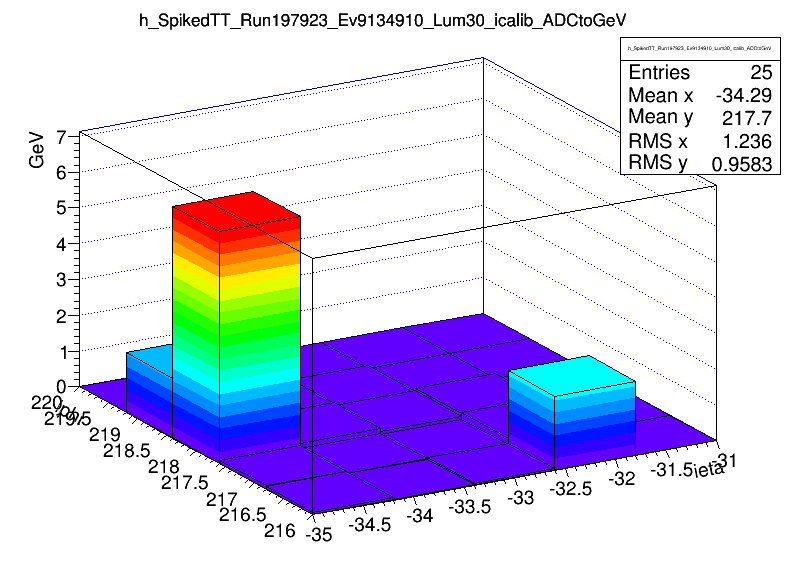 h_SpikedTT_Run197923_Ev9134910_Lum30_icalib_ADCtoGeV
h_SpikedTT_Run197923_Ev9134910_Lum30_icalib_ADCtoGeV
Entries 25
Mean x -34.29
Mean y 217.7
RMS x 1.236
RMS y 0.9583
GeV
7
6
5
4
3
2
1
0
220
219.5
219
218.5
218
217.5
217
216.5
216
iphi
-35
-34.5
-34
-33.5
-33
-32.5
-32
-31.5
-31
ieta